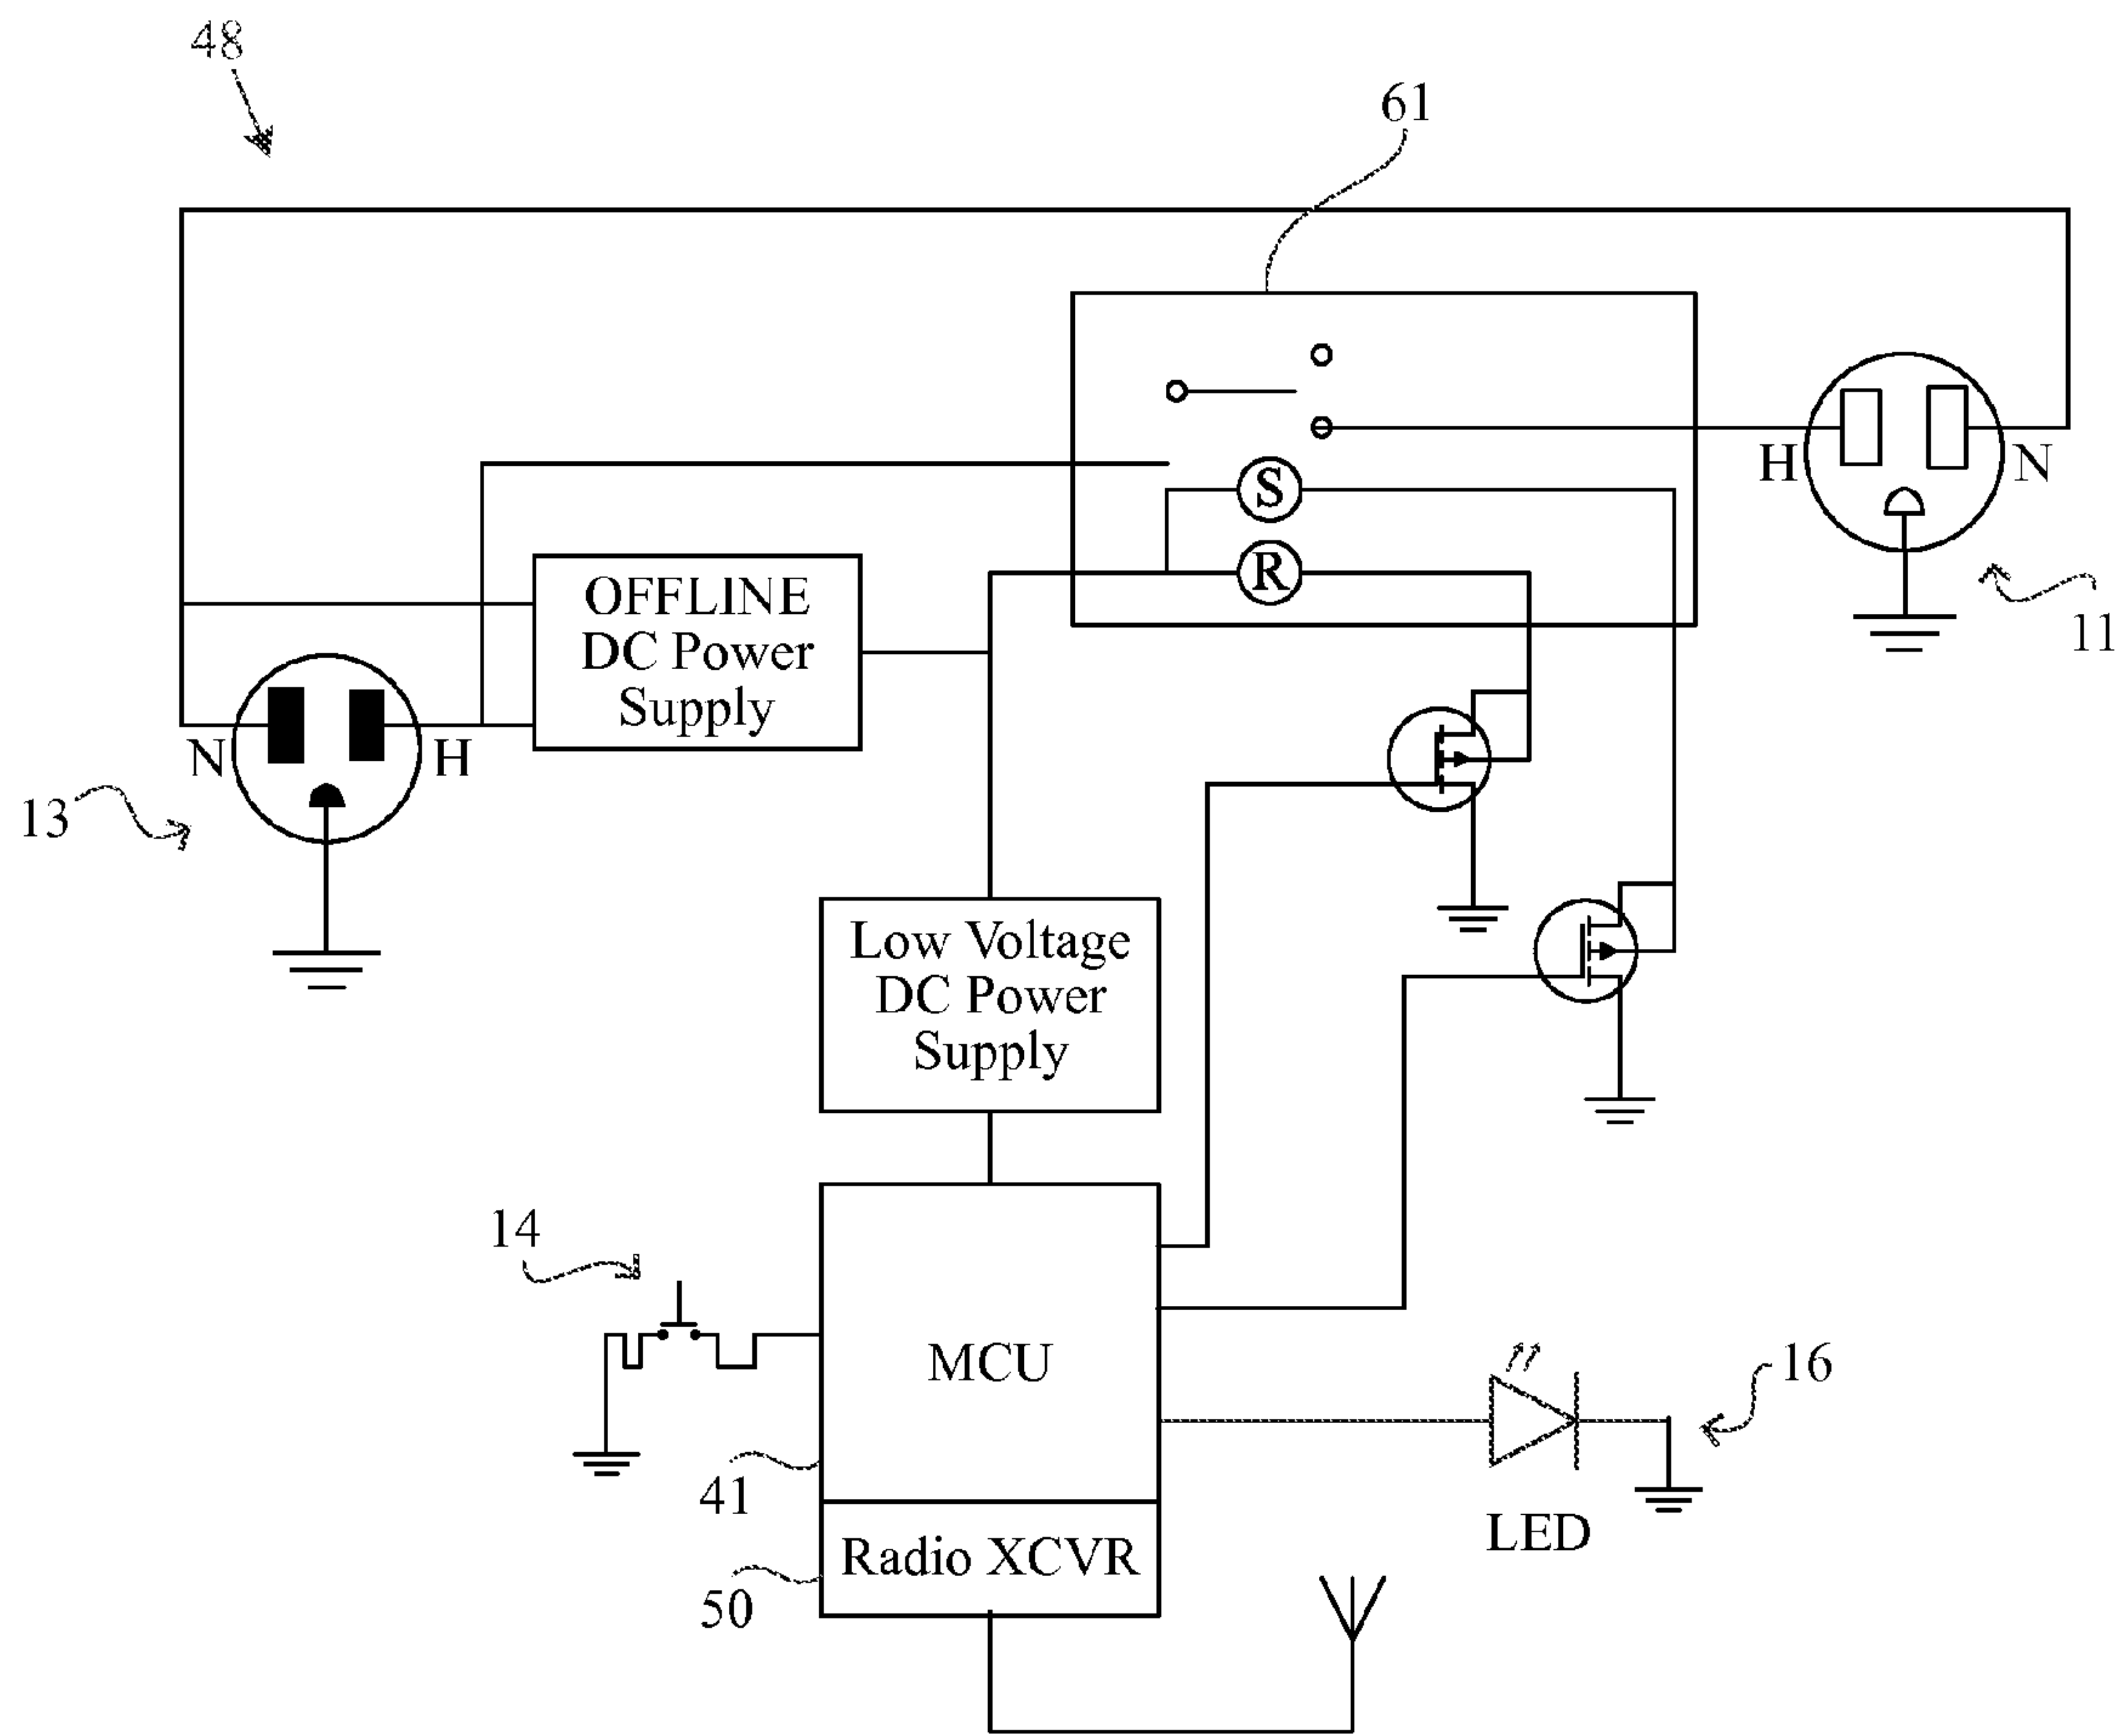 48
61
S
H
N
R
OFFLINE
DC Power
Supply
11
N
H
13
Low Voltage
DC Power
Supply
14
MCU
16
41
LED
Radio XCVR
50